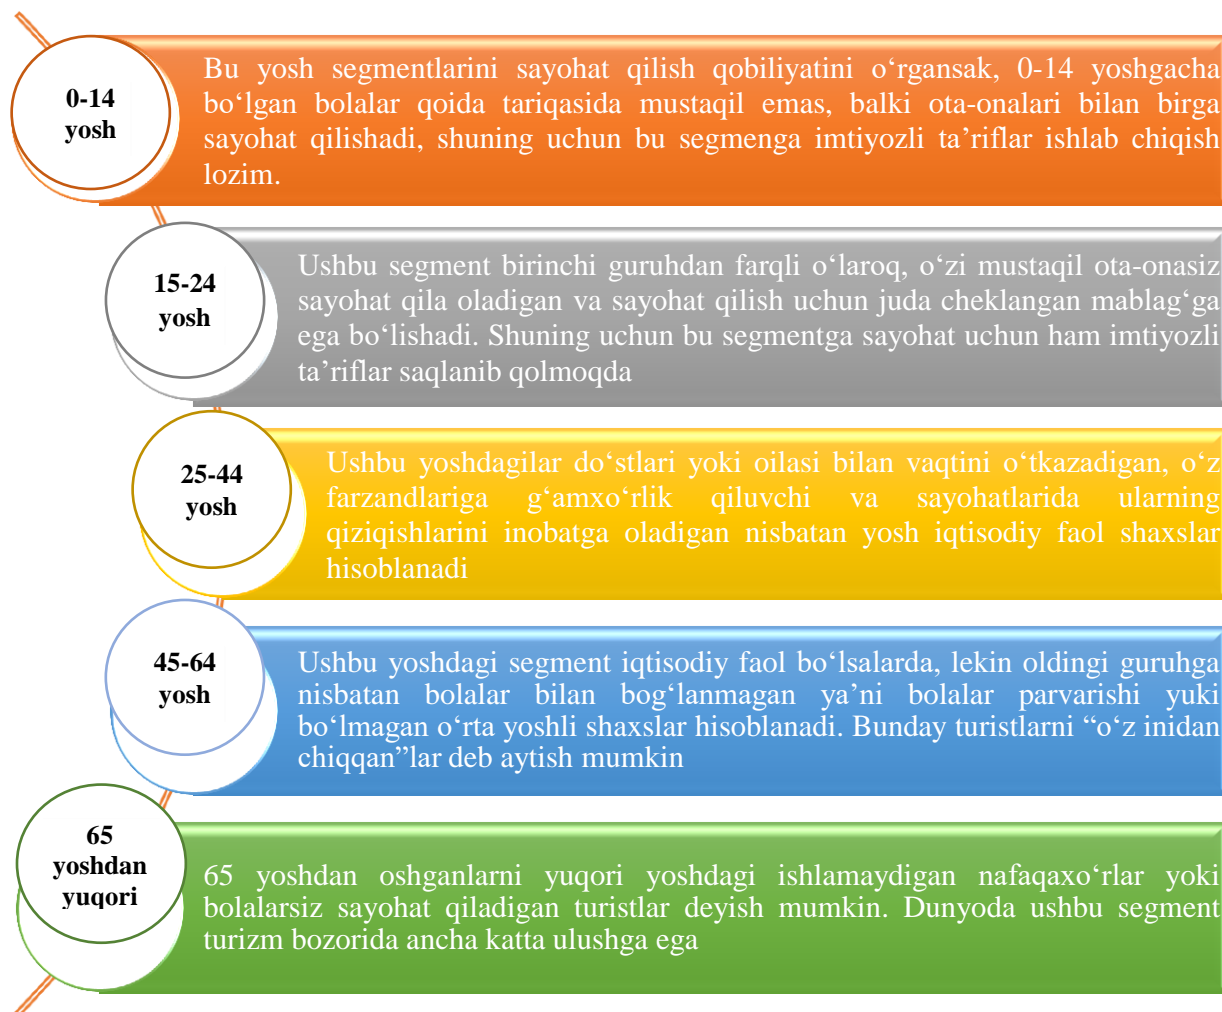 0-14
yosh
Bu yosh segmentlarini sayohat qilish qobiliyatini o‘rgansak, 0-14 yoshgacha
bo‘lgan bolalar qoida tariqasida mustaqil emas, balki ota-onalari bilan birga
sayohat qilishadi, shuning uchun bu segmenga imtiyozli ta’riflar ishlab chiqish
lozim.
15-24
yosh
Ushbu segment birinchi guruhdan farqli o‘laroq, o‘zi mustaqil ota-onasiz
sayohat qila oladigan va sayohat qilish uchun juda cheklangan mablag‘ga
ega bo‘lishadi. Shuning uchun bu segmentga sayohat uchun ham imtiyozli
ta’riflar saqlanib qolmoqda
25-44
yosh
Ushbu yoshdagilar do‘stlari yoki oilasi bilan vaqtini o‘tkazadigan, o‘z
farzandlariga g‘amxo‘rlik qiluvchi va sayohatlarida ularning
qiziqishlarini inobatga oladigan nisbatan yosh iqtisodiy faol shaxslar
hisoblanadi
45-64
yosh
Ushbu yoshdagi segment iqtisodiy faol bo‘lsalarda, lekin oldingi guruhga
nisbatan bolalar bilan bog‘lanmagan ya’ni bolalar parvarishi yuki
bo‘lmagan o‘rta yoshli shaxslar hisoblanadi. Bunday turistlarni “o‘z inidan
chiqqan”lar deb aytish mumkin
65
yoshdan
yuqori
65 yoshdan oshganlarni yuqori yoshdagi ishlamaydigan nafaqaxo‘rlar yoki
bolalarsiz sayohat qiladigan turistlar deyish mumkin. Dunyoda ushbu segment
turizm bozorida ancha katta ulushga ega